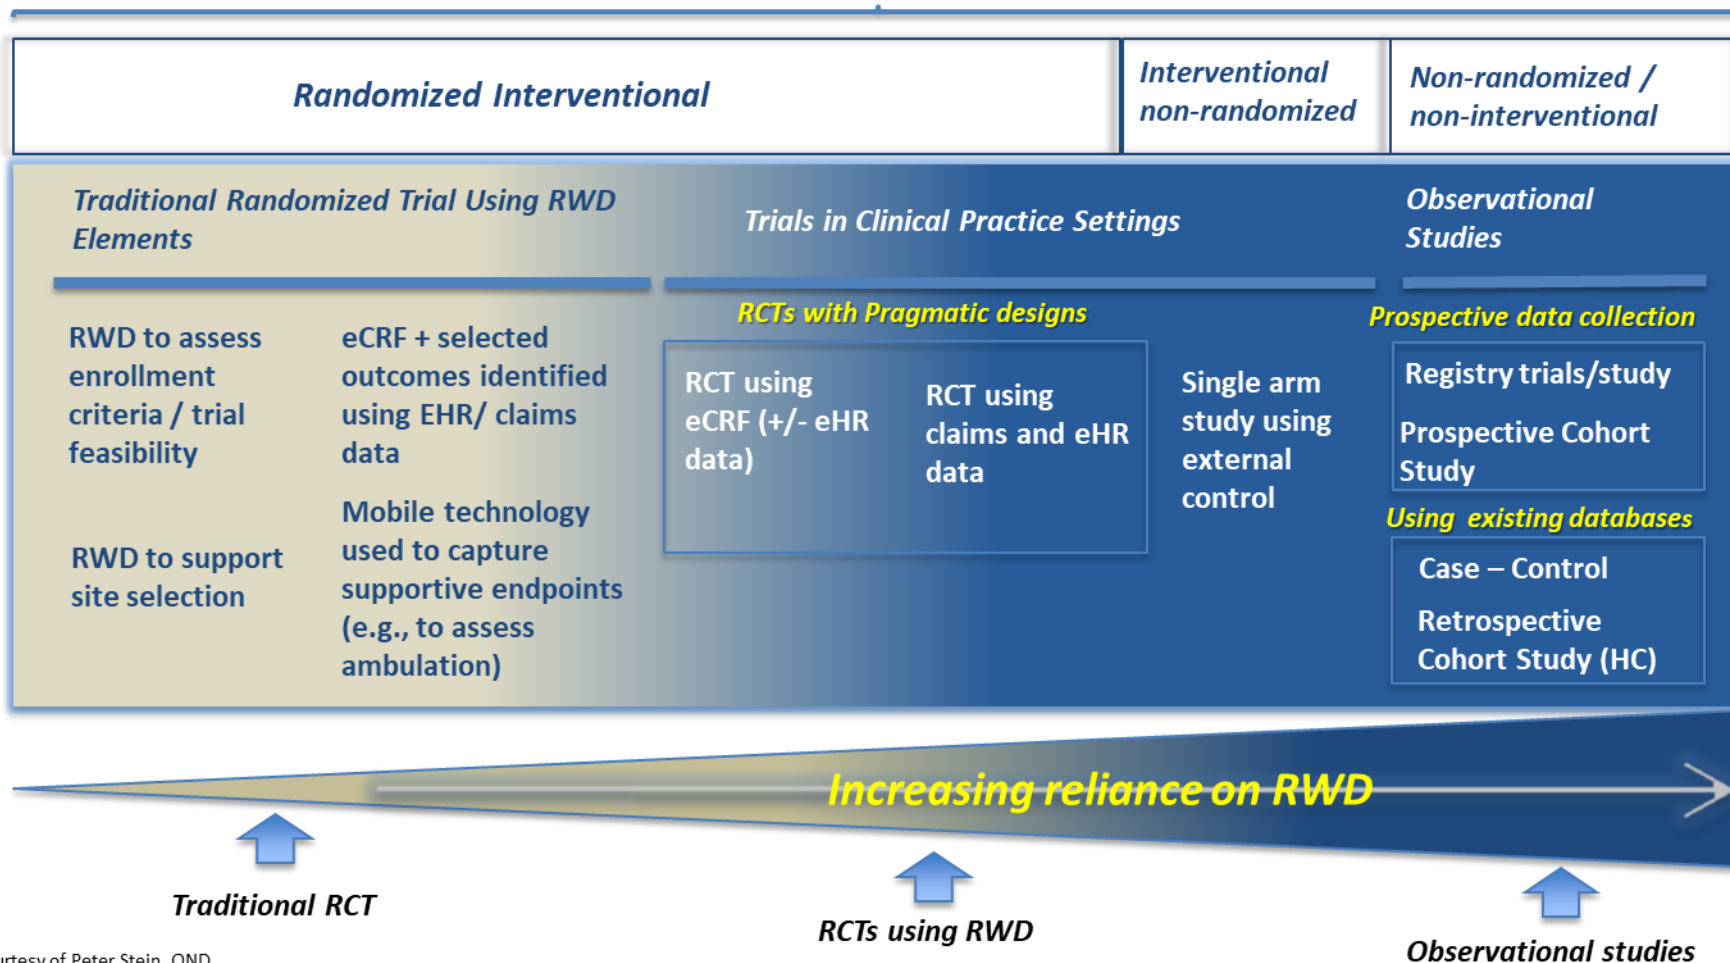 Randomized Interventional
Interventional
non-randomized
Non-randomized /
non-interventional
Traditional Randomized Trial Using RWD
Elements
RWD to assess
enrollment
criteria / trial
feasibility
RWD to support
site selection
eCRF + selected
outcomes identified
using EHR/ claims
data
Mobile technology
used to capture
supportive endpoints
(e.g., to assess
ambulation)
Trials in Clinical Practice Settings
RCTs with Pragmatic designs
RCT using
eCRF (+/- eHR
data)
RCT using
claims and eHR
data
Single arm
study using
external
control
Observational
Studies
Prospective data collection
Registry trials/study
Prospective Cohort
Study
Using existing databases
Case – Control
Retrospective
Cohort Study (HC)
Increasing reliance on RWD
Traditional RCT
RCTs using RWD
Observational studies
of Peter Stein, OND